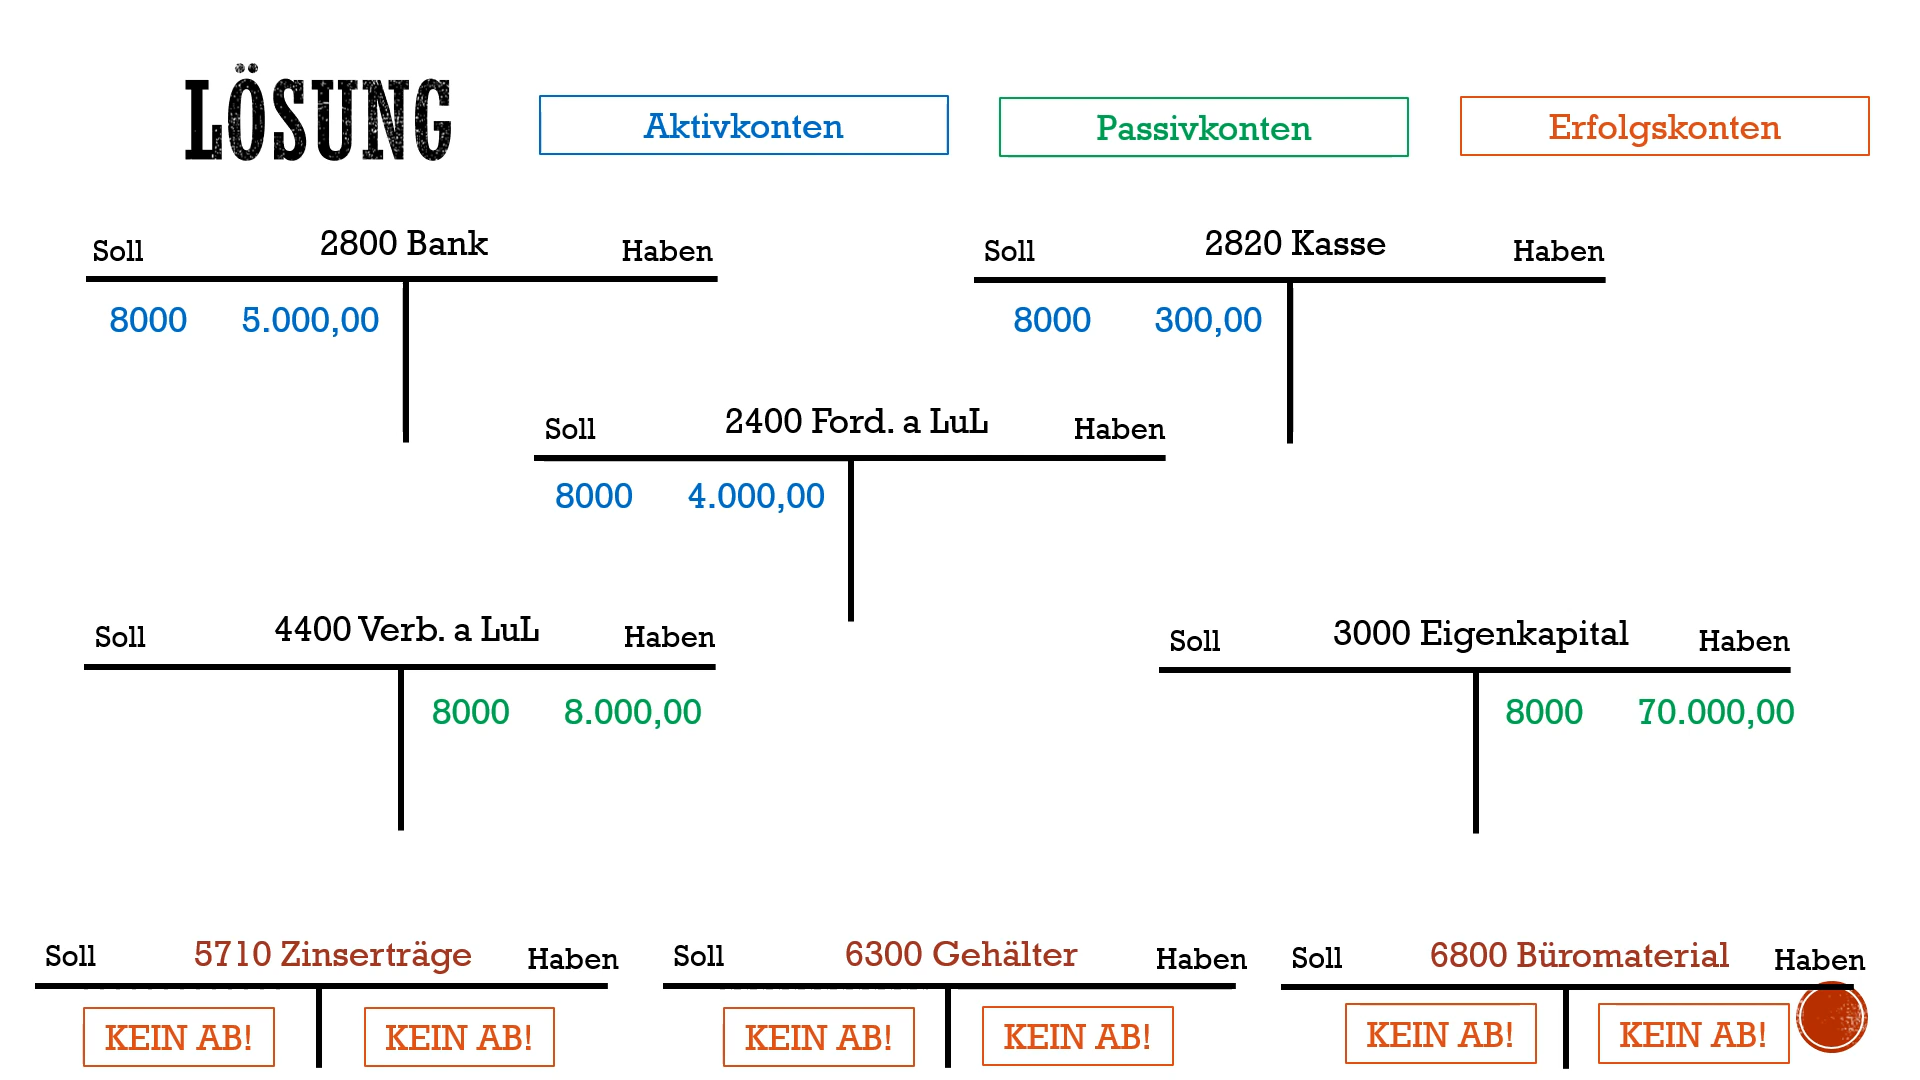 LÖSUNG
Aktivkonten
Passivkonten
Erfolgskonten
Soll 2800 Bank Haben
8000 5.000,00
Soll 2820 Kasse Haben
8000 300,00
Soll 2400 Ford. a LuL Haben
8000 4.000,00
Soll 4400 Verb. a LuL Haben
8000 8.000,00
Soll 3000 Eigenkapital Haben
8000 70.000,00
Soll 5710 Zinserträge Haben
KEIN AB! KEIN AB!
Soll 6300 Gehälter Haben
KEIN AB! KEIN AB!
Soll 6800 Büromaterial Haben
KEIN AB! KEIN AB!